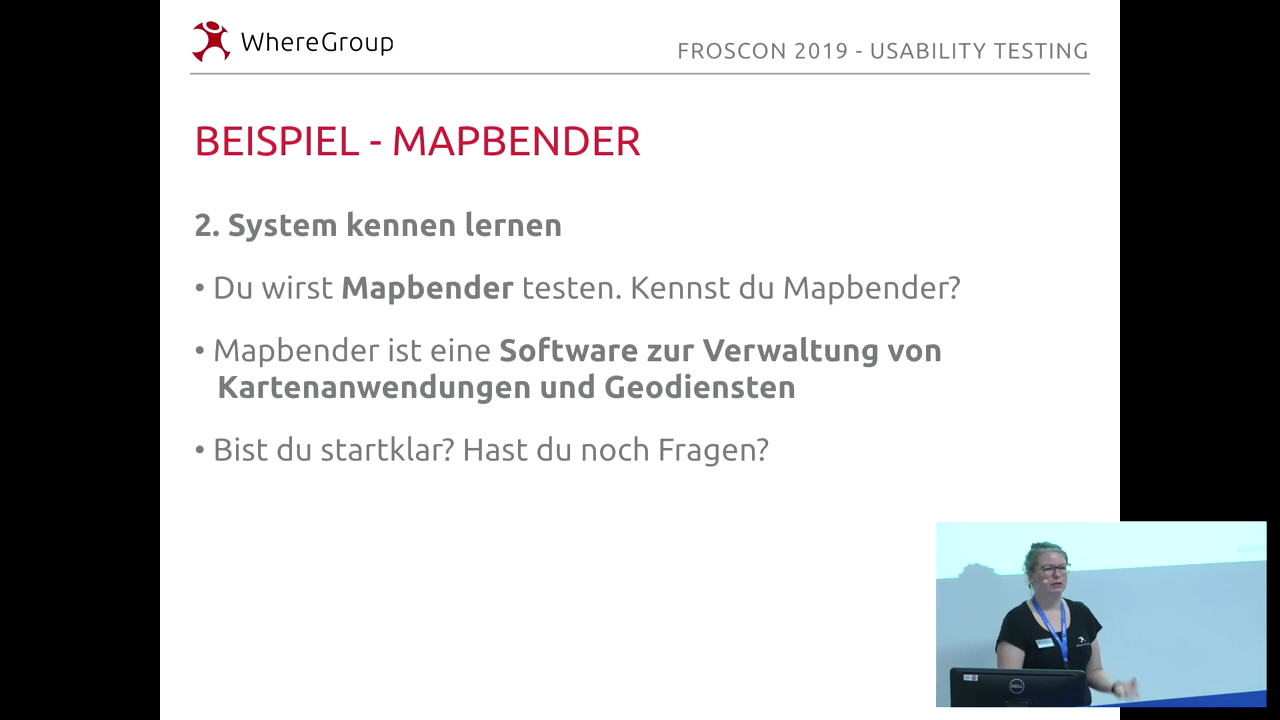 WhereGroup
FROSCON 2019 - USABILITY TESTING
BEISPIEL - MAPBENDER
2. System kennen lernen
• Du wirst Mapbender testen. Kennst du Mapbender?
• Mapbender ist eine Software zur Verwaltung von
Kartenanwendungen und Geodiensten
• Bist du startklar? Hast du noch Fragen?
DELL